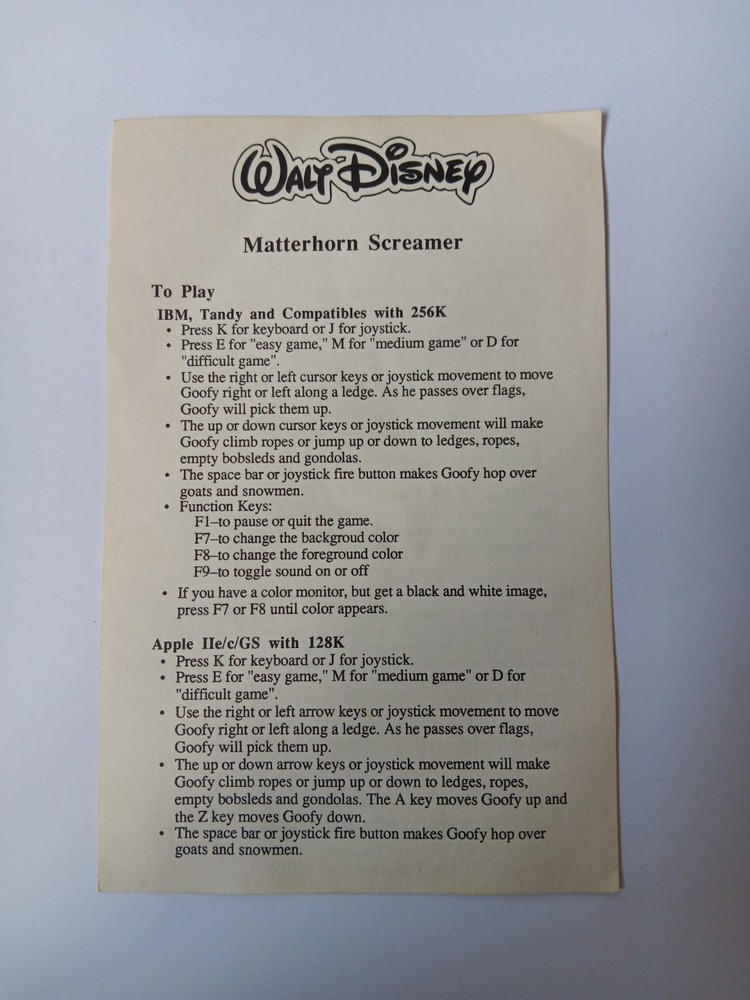 WALT DISNEY
Matterhorn Screamer
To Play
IBM, Tandy and Compatibles with 256K
• Press K for keyboard or J for joystick.
• Press E for "easy game," M for "medium game" or D for
"difficult game".
• Use the right or left cursor keys or joystick movement to move
Goofy right or left along a ledge. As he passes over flags,
Goofy will pick them up.
• The up or down cursor keys or joystick movement will make
Goofy climb ropes or jump up or down to ledges, ropes,
empty bobsleds and gondolas.
• The space bar or joystick fire button makes Goofy hop over
goats and snowmen.
• Function Keys:
F1–to pause or quit the game.
F7–to change the backgroud color
F8–to change the foreground color
F9–to toggle sound on or off
• If you have a color monitor, but get a black and white image,
press F7 or F8 until color appears.
Apple IIe/c/GS with 128K
• Press K for keyboard or J for joystick.
• Press E for "easy game," M for "medium game" or D for
"difficult game".
• Use the right or left arrow keys or joystick movement to move
Goofy right or left along a ledge. As he passes over flags,
Goofy will pick them up.
• The up or down arrow keys or joystick movement will make
Goofy climb ropes or jump up or down to ledges, ropes,
empty bobsleds and gondolas. The A key moves Goofy up and
the Z key moves Goofy down.
• The space bar or joystick fire button makes Goofy hop over
goats and snowmen.